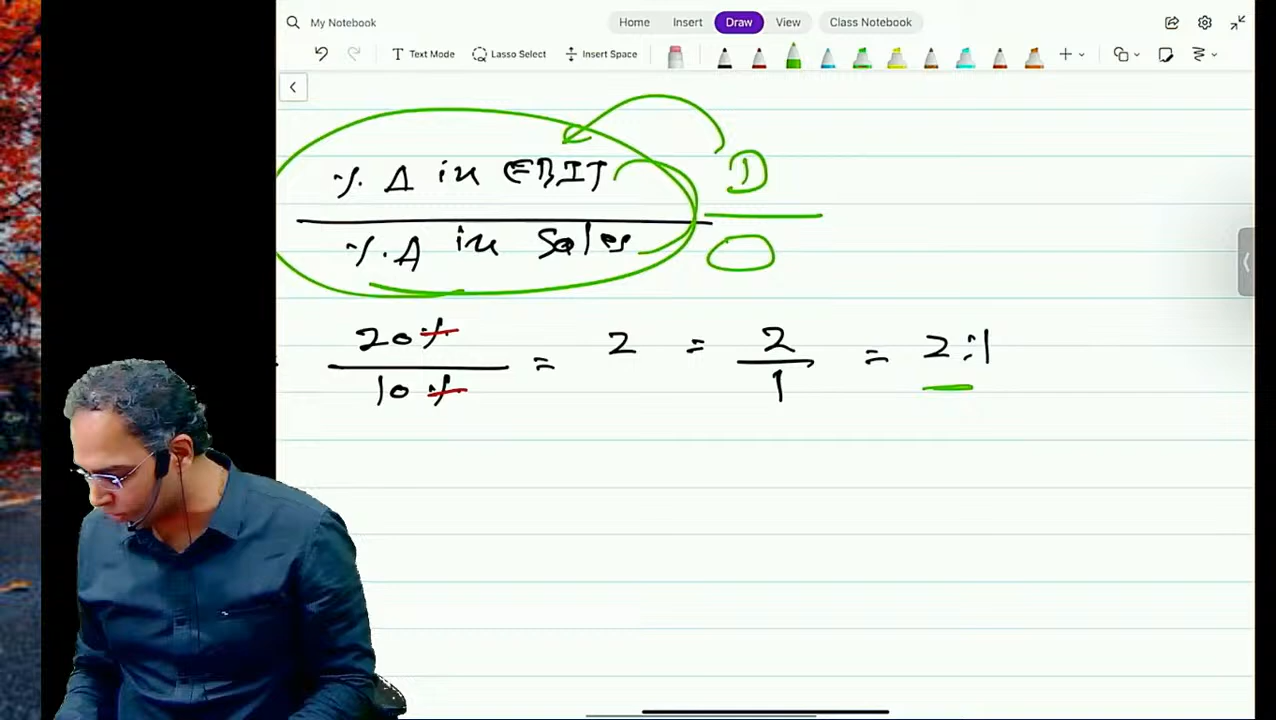 My Notebook
Home Insert Draw View Class Notebook
Text Mode Lasso Select Insert Space
% Δ in EBIT
% Δ in Sales
D
O
20% / 10% = 2 = 2/1 = 2:1